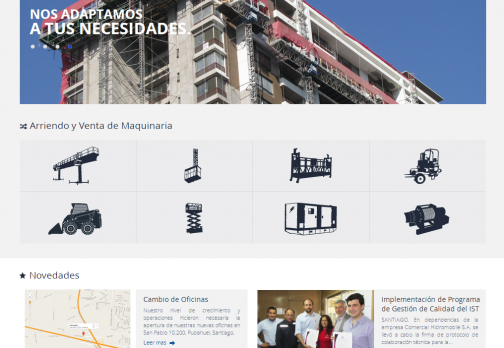 NOS ADAPTAMOS
A TUS NECESIDADES.
Arriendo y Venta de Maquinaria
Novedades
Cambio de Oficinas
Nuestro nivel de crecimiento y
operaciones hicieron necesaria la
apertura de nuestras nuevas oficinas en
San Pablo 10.200, Pudahuel, Santiago.
Leer más
Implementación de Programa
de Gestión de Calidad del IST
SANTIAGO, En dependencias de la
empresa Comercial Hidromobile S.A. se
llevó a cabo la firma de protocolo de
colaboración técnica para la...